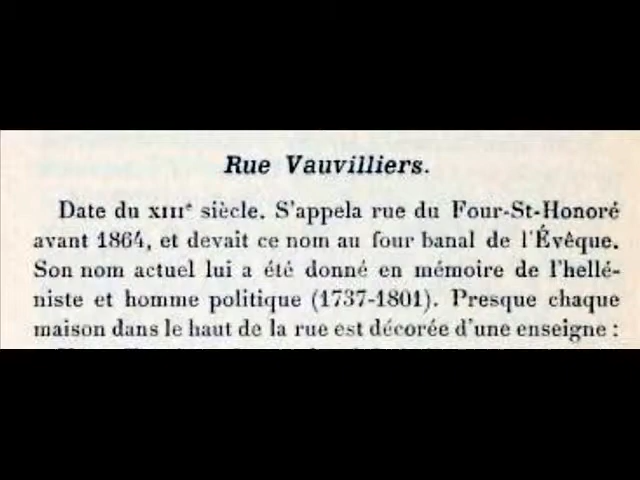 Rue Vauvilliers.
Date du XIIIe siècle. S'appela rue du Four-St-Honoré
avant 1864, et devait ce nom au four banal de l'Évêque.
Son nom actuel lui a été donné en mémoire de l'hellé-
niste et homme politique (1737-1801). Presque chaque
maison dans le haut de la rue est décorée d'une enseigne :